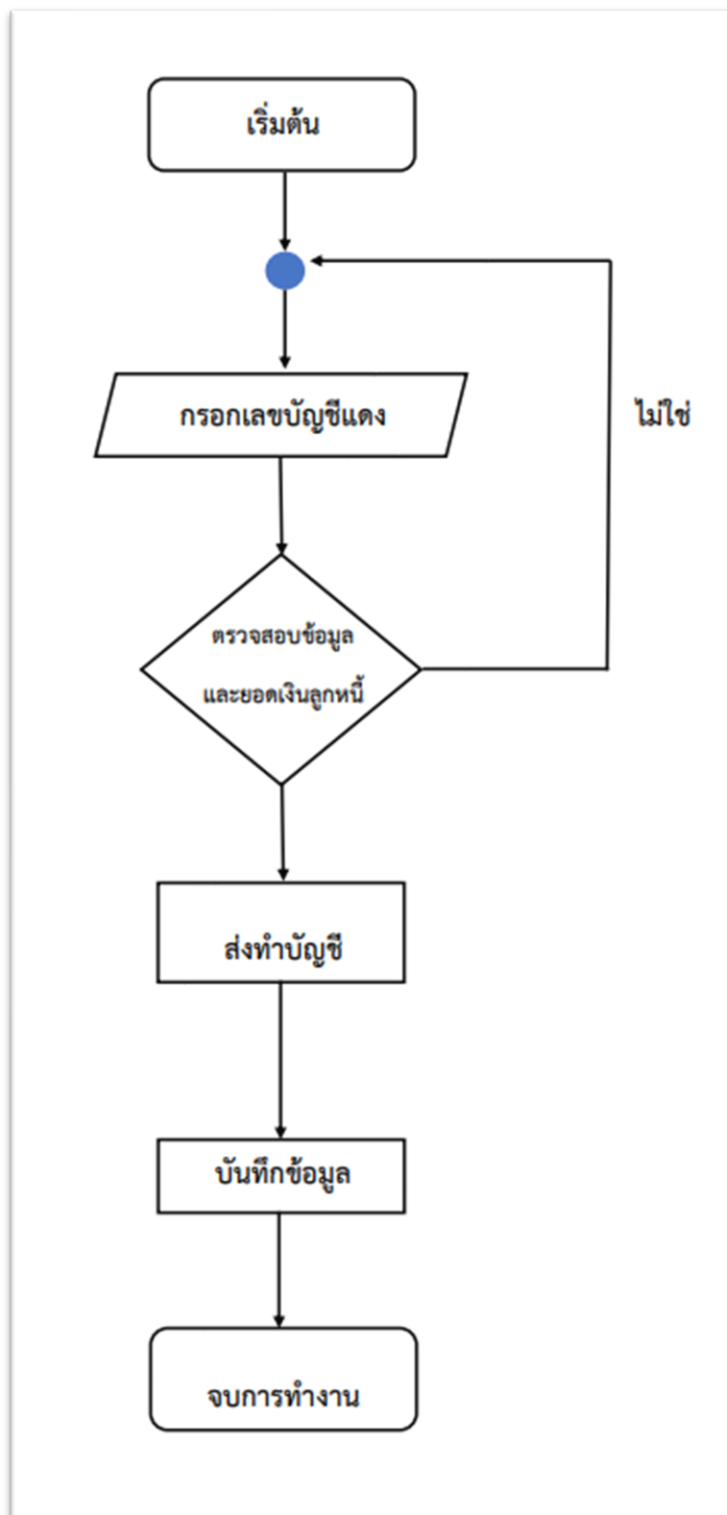 เริ่มต้น
กรอกเลขบัญชีแดง
ไม่ใช่
ตรวจสอบข้อมูล
และยอดเงินลูกหนี้
ส่งทำบัญชี
บันทึกข้อมูล
จบการทำงาน